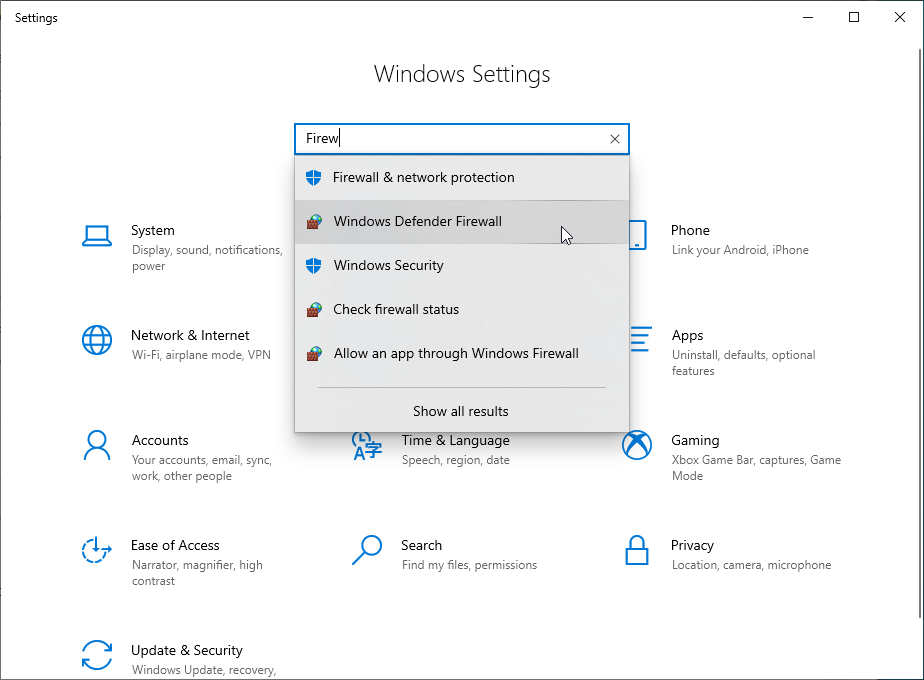 Settings
Windows Settings
Firew
Firewall & network protection
Windows Defender Firewall
Windows Security
Check firewall status
Allow an app through Windows Firewall
Show all results
System
Display, sound, notifications,
power
Phone
Link your Android, iPhone
Network & Internet
Wi-Fi, airplane mode, VPN
Apps
Uninstall, defaults, optional
features
Accounts
Your accounts, email, sync,
work, other people
Time & Language
Speech, region, date
Gaming
Xbox Game Bar, captures, Game
Mode
Ease of Access
Narrator, magnifier, high
contrast
Search
Find my files, permissions
Privacy
Location, camera, microphone
Update & Security
Windows Update, recovery,